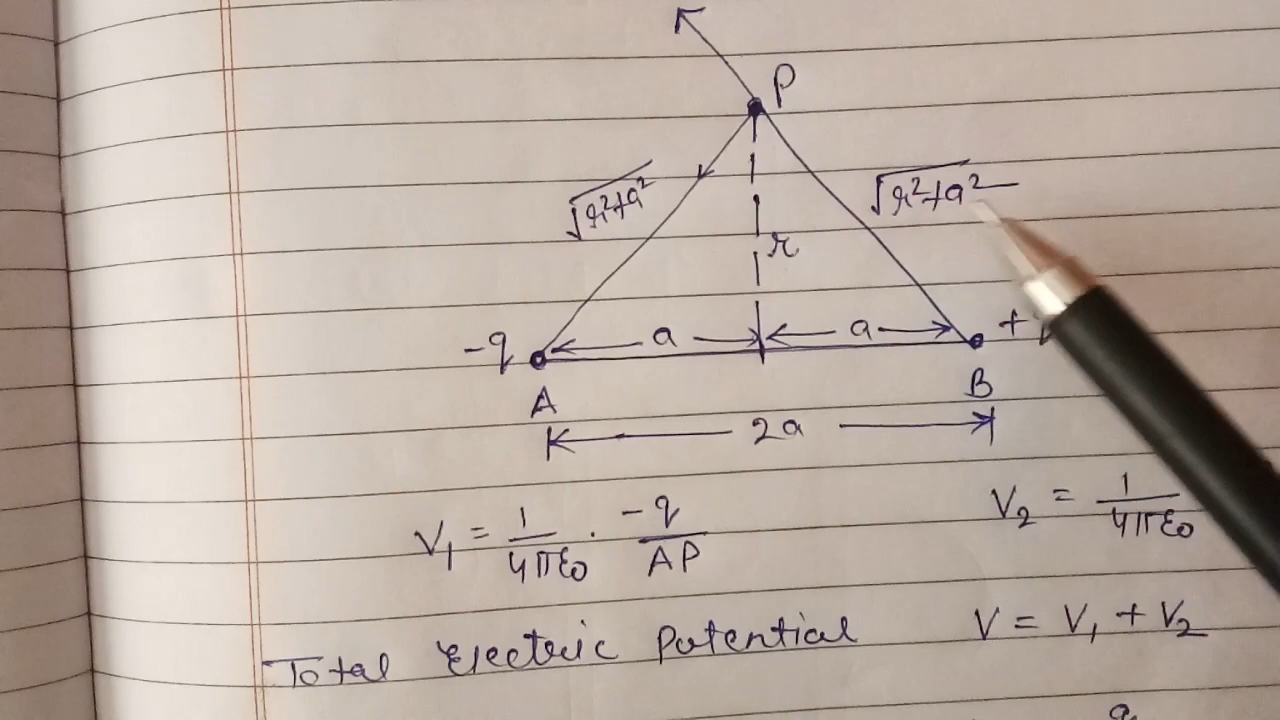 P
√r²+a²
√r²+a²
r
-q
a
a
+
A
B
2a
V₁ = 1/4πε₀ · -q/AP
V₂ = 1/4πε₀
Total Electric Potential
V = V₁ + V₂
q